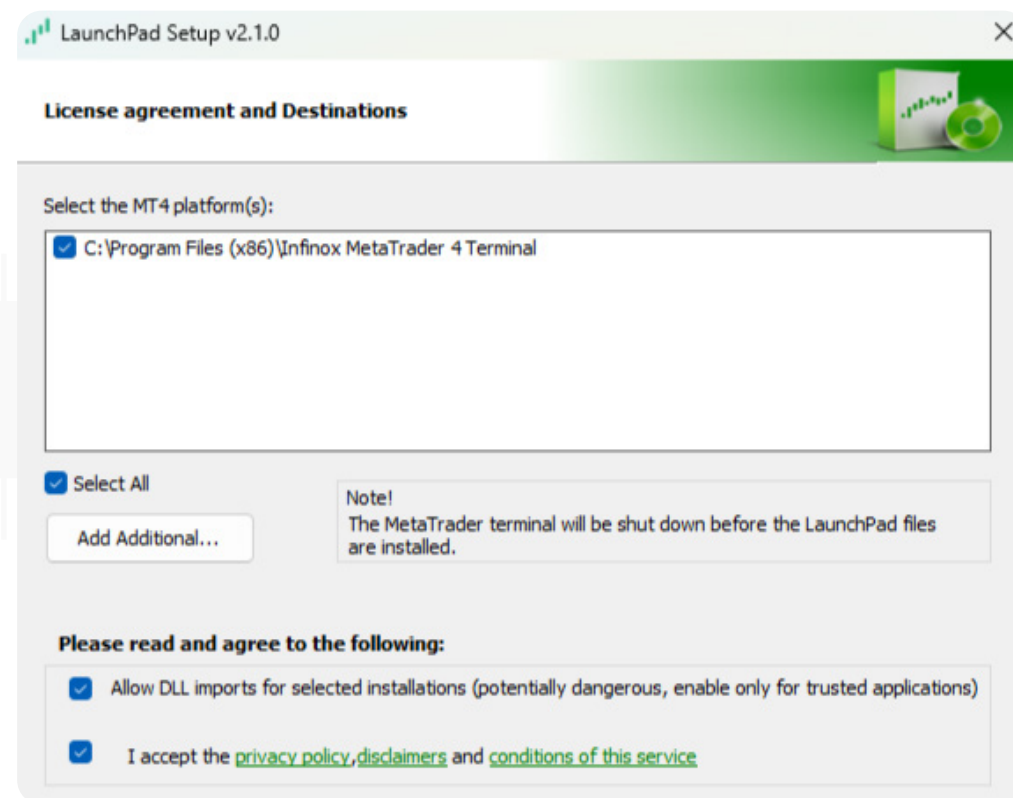 LaunchPad Setup v2.1.0
License agreement and Destinations
Select the MT4 platform(s):
C:\Program Files (x86)\Infinox MetaTrader 4 Terminal
Select All
Add Additional...
Note!
The MetaTrader terminal will be shut down before the LaunchPad files
are installed.
Please read and agree to the following:
Allow DLL imports for selected installations (potentially dangerous, enable only for trusted applications)
I accept the privacy policy,disclaimers and conditions of this service